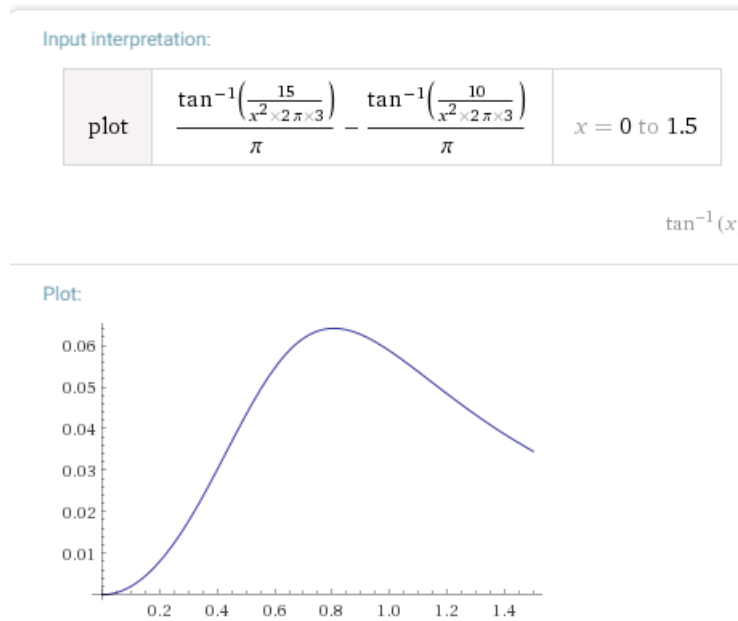 Input interpretation:
plot tan⁻¹(15/(x²×2π×3))/π − tan⁻¹(10/(x²×2π×3))/π x = 0 to 1.5
tan⁻¹(x
Plot:
0.06
0.05
0.04
0.03
0.02
0.01
0.2 0.4 0.6 0.8 1.0 1.2 1.4